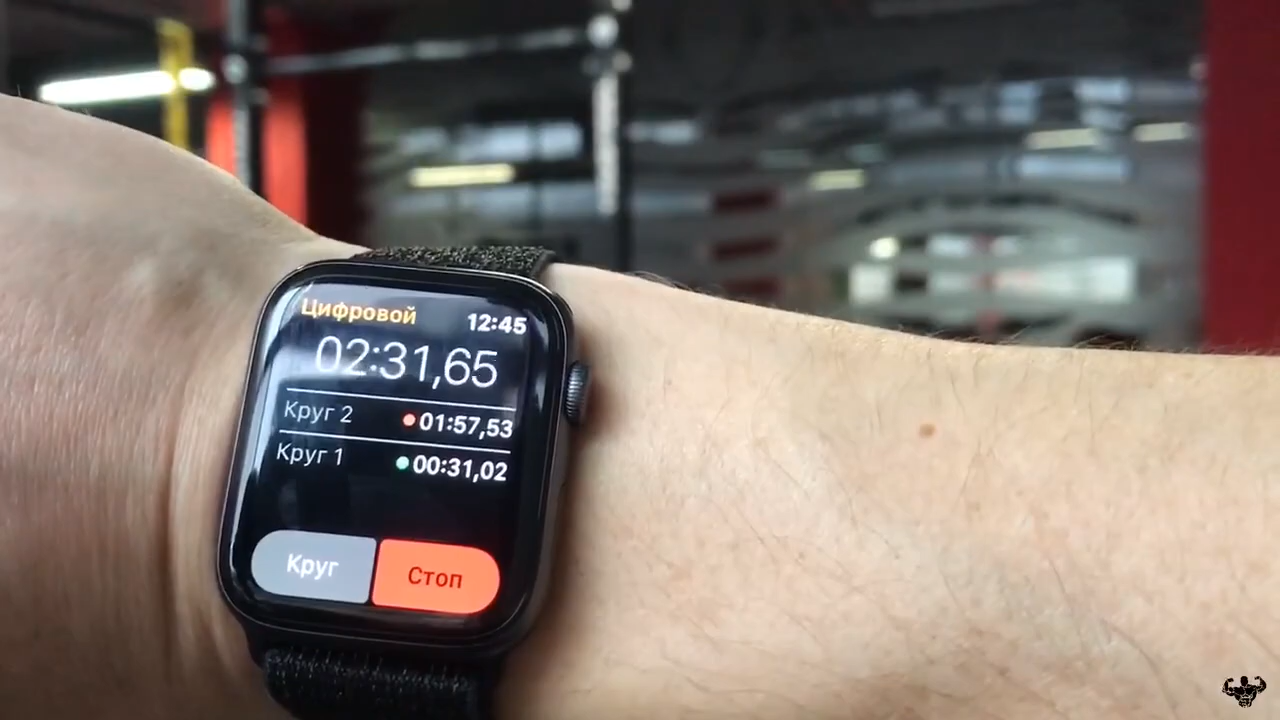 Цифровой 12:45
02:31,65
Круг 2 01:57,53
Круг 1 00:31,02
Круг Стоп